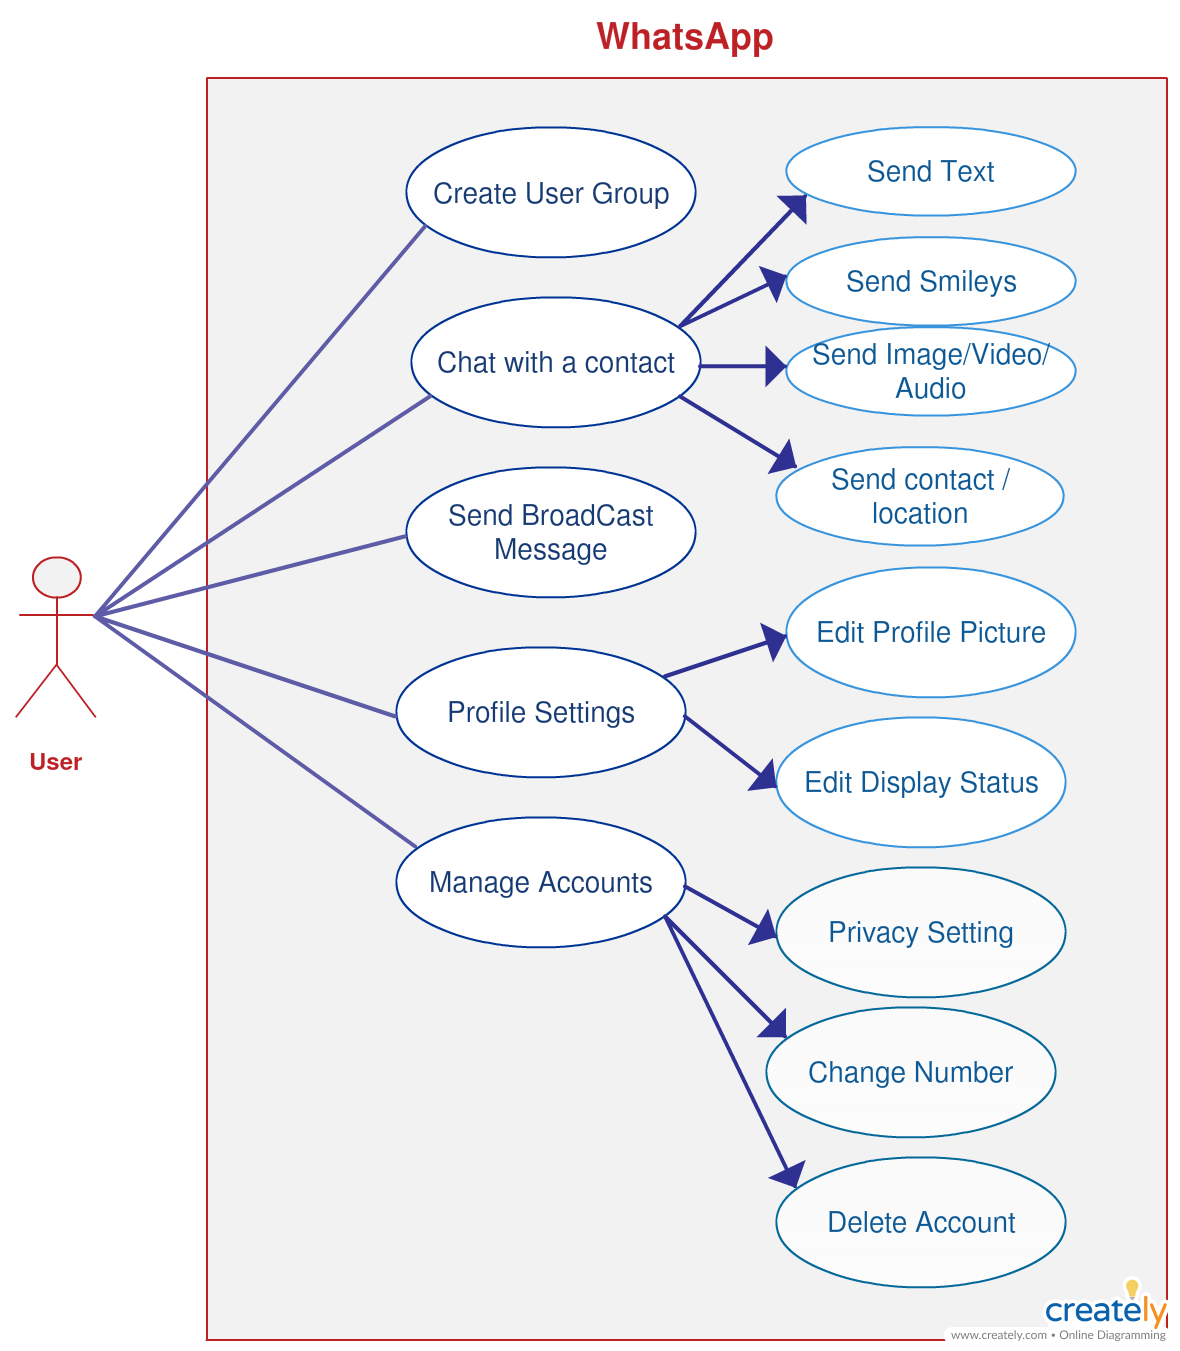 WhatsApp
Create User Group
Send Text
Send Smileys
Chat with a contact
Send Image/Video/
Audio
Send contact /
location
Send BroadCast
Message
User
Edit Profile Picture
Profile Settings
Edit Display Status
Manage Accounts
Privacy Setting
Change Number
Delete Account
creately
www.creately.com • Online Diagramming